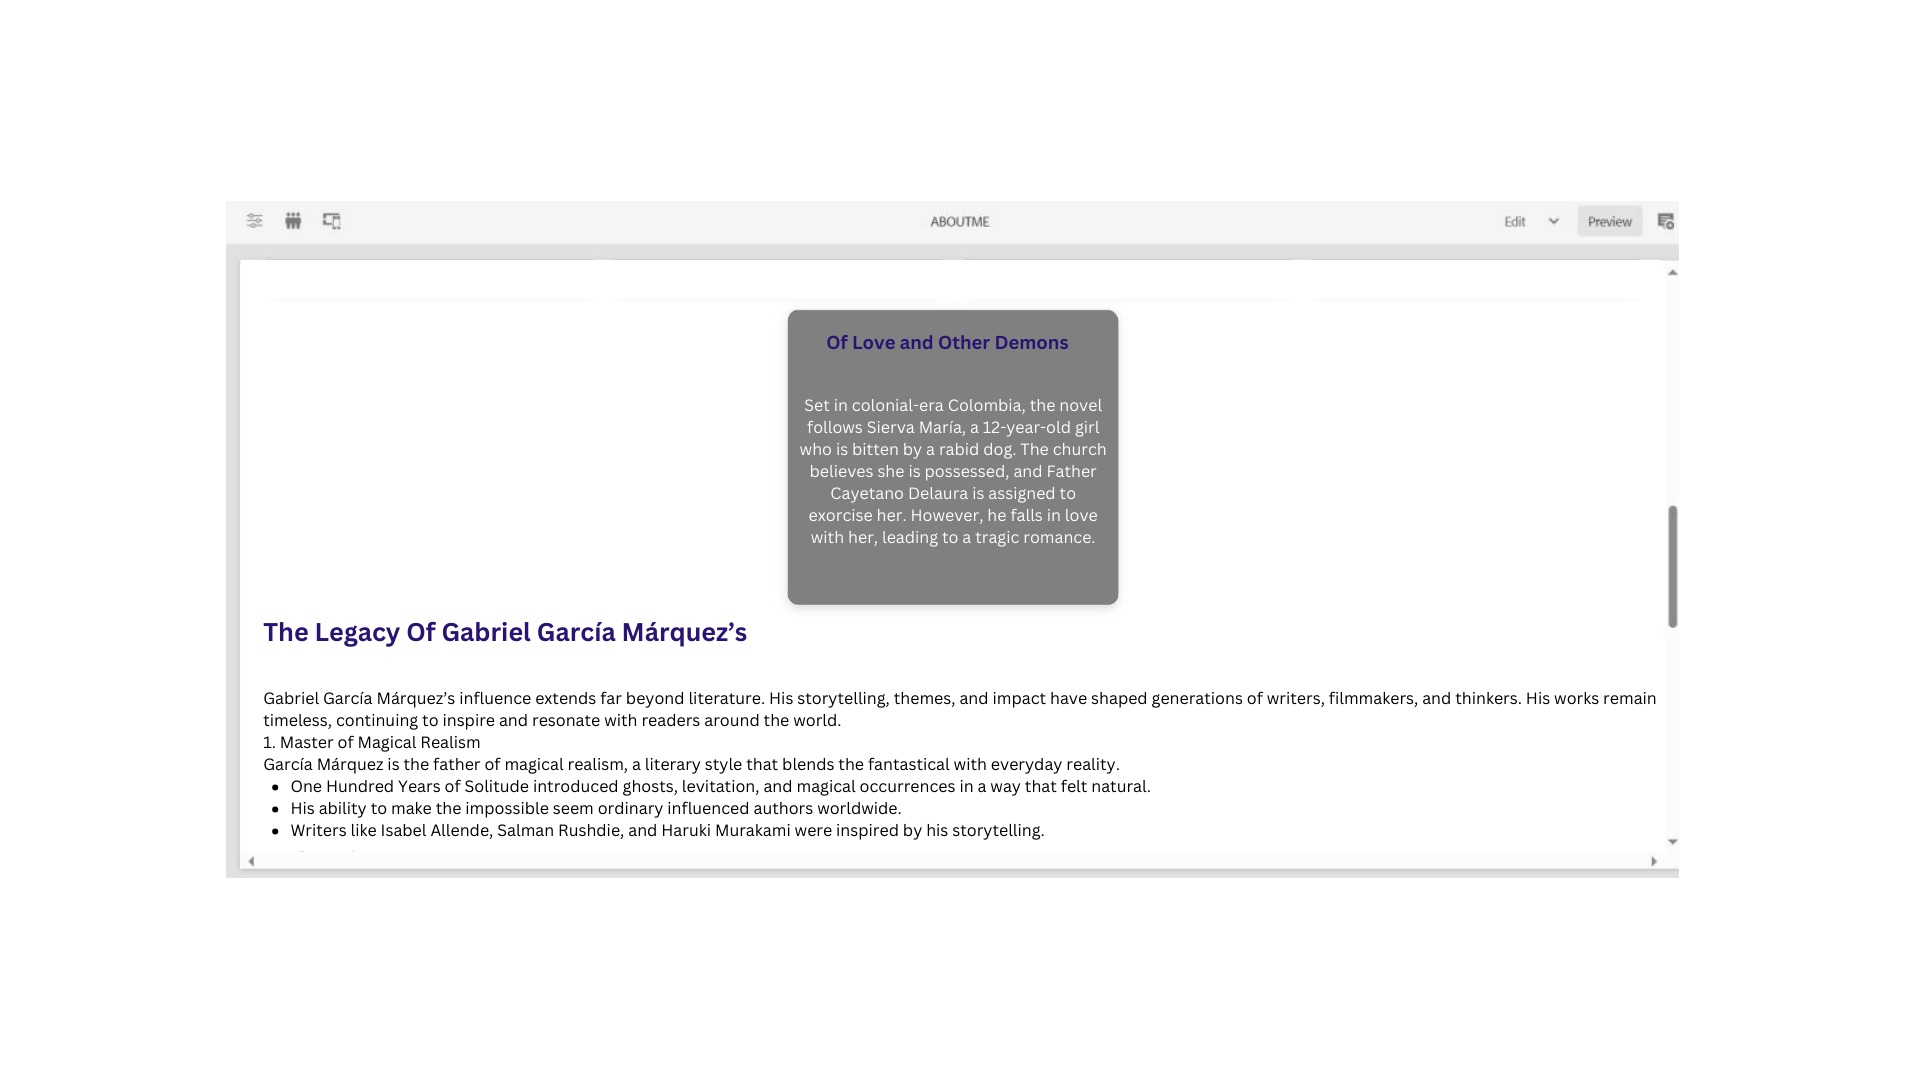 ABOUTME
Edit
Preview
Of Love and Other Demons
Set in colonial-era Colombia, the novel
follows Sierva María, a 12-year-old girl
who is bitten by a rabid dog. The church
believes she is possessed, and Father
Cayetano Delaura is assigned to
exorcise her. However, he falls in love
with her, leading to a tragic romance.
The Legacy Of Gabriel García Márquez’s
Gabriel García Márquez’s influence extends far beyond literature. His storytelling, themes, and impact have shaped generations of writers, filmmakers, and thinkers. His works remain
timeless, continuing to inspire and resonate with readers around the world.
1. Master of Magical Realism
García Márquez is the father of magical realism, a literary style that blends the fantastical with everyday reality.
• One Hundred Years of Solitude introduced ghosts, levitation, and magical occurrences in a way that felt natural.
• His ability to make the impossible seem ordinary influenced authors worldwide.
• Writers like Isabel Allende, Salman Rushdie, and Haruki Murakami were inspired by his storytelling.